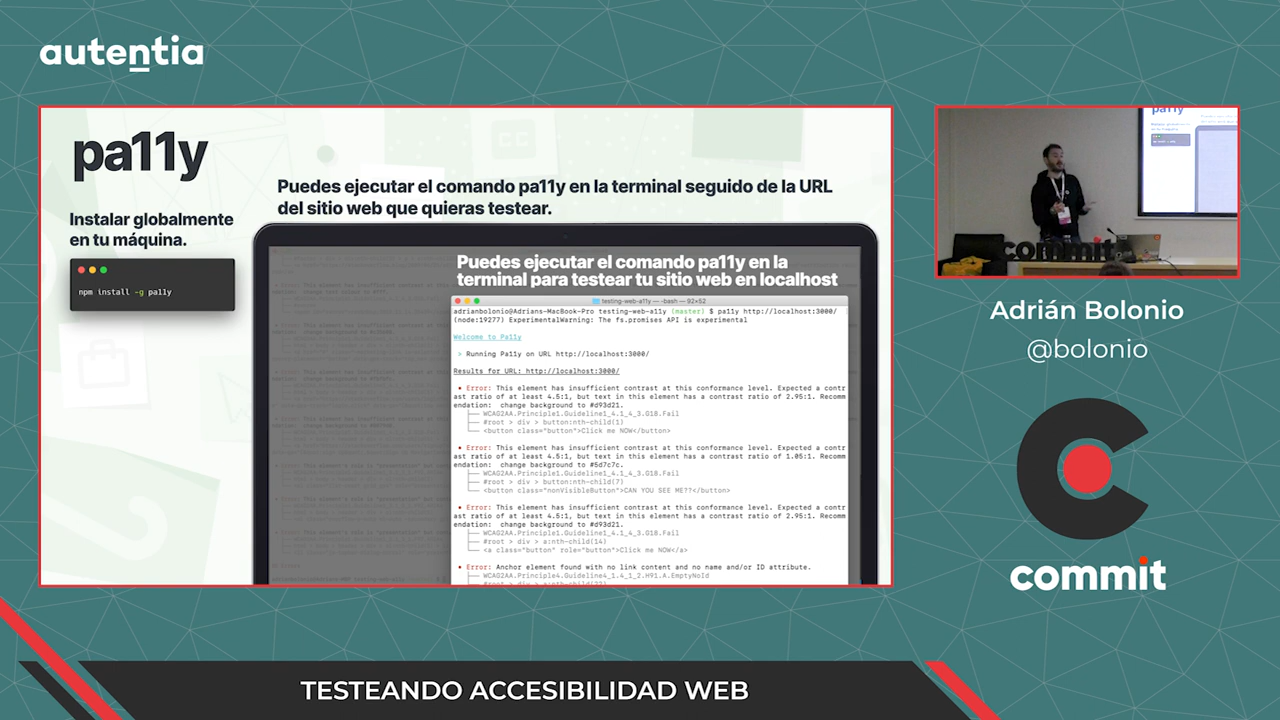 autentia
pa11y
Instalar globalmente
en tu máquina.
npm install -g pa11y
Puedes ejecutar el comando pa11y en la terminal seguido de la URL
del sitio web que quieras testear.
Puedes ejecutar el comando pa11y en la
terminal para testear tu sitio web en localhost
testing-web-a11y — -bash — 92×52
adrianbolonio@Adrians-MacBook-Pro testing-web-a11y (master) $ pa11y http://localhost:3000/
(node:19277) ExperimentalWarning: The fs.promises API is experimental
Welcome to Pa11y
> Running Pa11y on URL http://localhost:3000/
Results for URL: http://localhost:3000/
• Error: This element has insufficient contrast at this conformance level. Expected a contr
ast ratio of at least 4.5:1, but text in this element has a contrast ratio of 2.95:1. Recomm
endation: change background to #d93d21.
├── WCAG2AA.Principle1.Guideline1_4.1_4_3.G18.Fail
├── #root > div > button:nth-child(1)
└── <button class="button">Click me NOW</button>
• Error: This element has insufficient contrast at this conformance level. Expected a contr
ast ratio of at least 4.5:1, but text in this element has a contrast ratio of 1.05:1. Recomm
endation: change background to #5d7c7c.
├── WCAG2AA.Principle1.Guideline1_4.1_4_3.G18.Fail
├── #root > div > button:nth-child(7)
└── <button class="nonVisibleButton">CAN YOU SEE ME??</button>
• Error: This element has insufficient contrast at this conformance level. Expected a contr
ast ratio of at least 4.5:1, but text in this element has a contrast ratio of 2.95:1. Recomm
endation: change background to #d93d21.
├── WCAG2AA.Principle1.Guideline1_4.1_4_3.G18.Fail
├── #root > div > a:nth-child(14)
└── <a class="button" role="button">Click me NOW</a>
• Error: Anchor element found with no link content and no name and/or ID attribute.
├── WCAG2AA.Principle4.Guideline4_1.4_1_2.H91.A.EmptyNoId
pa11y
commit
Adrián Bolonio
@bolonio
commit
TESTEANDO ACCESIBILIDAD WEB